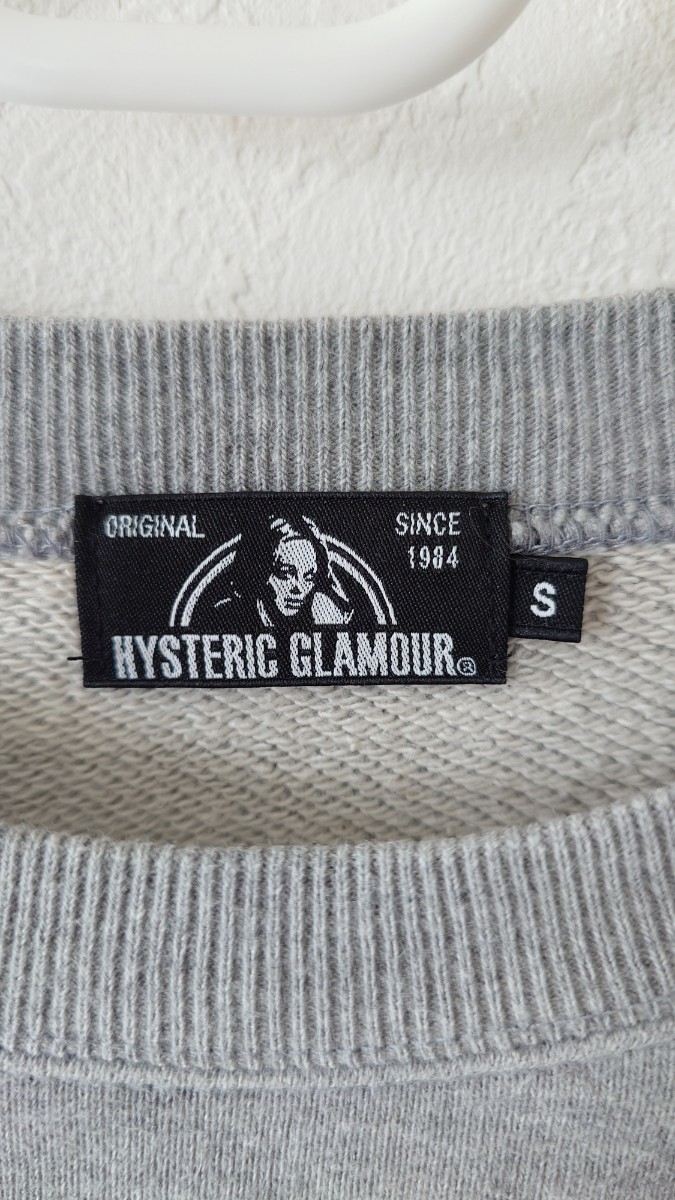 ORIGINAL
SINCE
1984
HYSTERIC GLAMOUR®
S